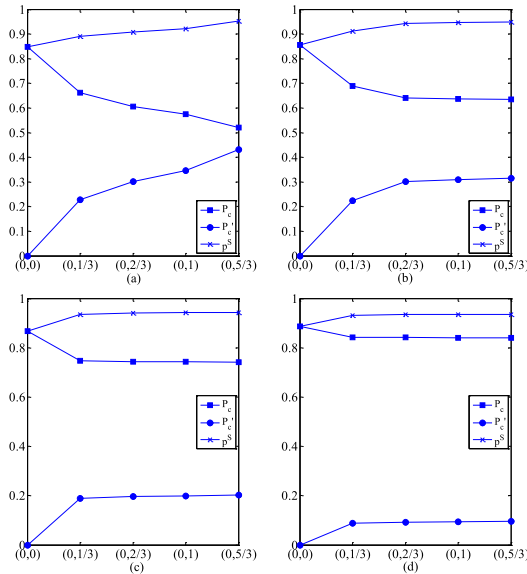 1
0.9
0.8
0.7
0.6
0.5
0.4
0.3
0.2
0.1
0
P_c
P_c'
p^S
(0,0) (0,1/3) (0,2/3) (0,1) (0,5/3)
(a)
1
0.9
0.8
0.7
0.6
0.5
0.4
0.3
0.2
0.1
0
P_c
P_c'
p^S
(0,0) (0,1/3) (0,2/3) (0,1) (0,5/3)
(b)
1
0.8
0.6
0.4
0.2
0
P_c
P_c'
p^S
(0,0) (0,1/3) (0,2/3) (0,1) (0,5/3)
(c)
1
0.8
0.6
0.4
0.2
0
P_c
P_c'
p^S
(0,0) (0,1/3) (0,2/3) (0,1) (0,5/3)
(d)